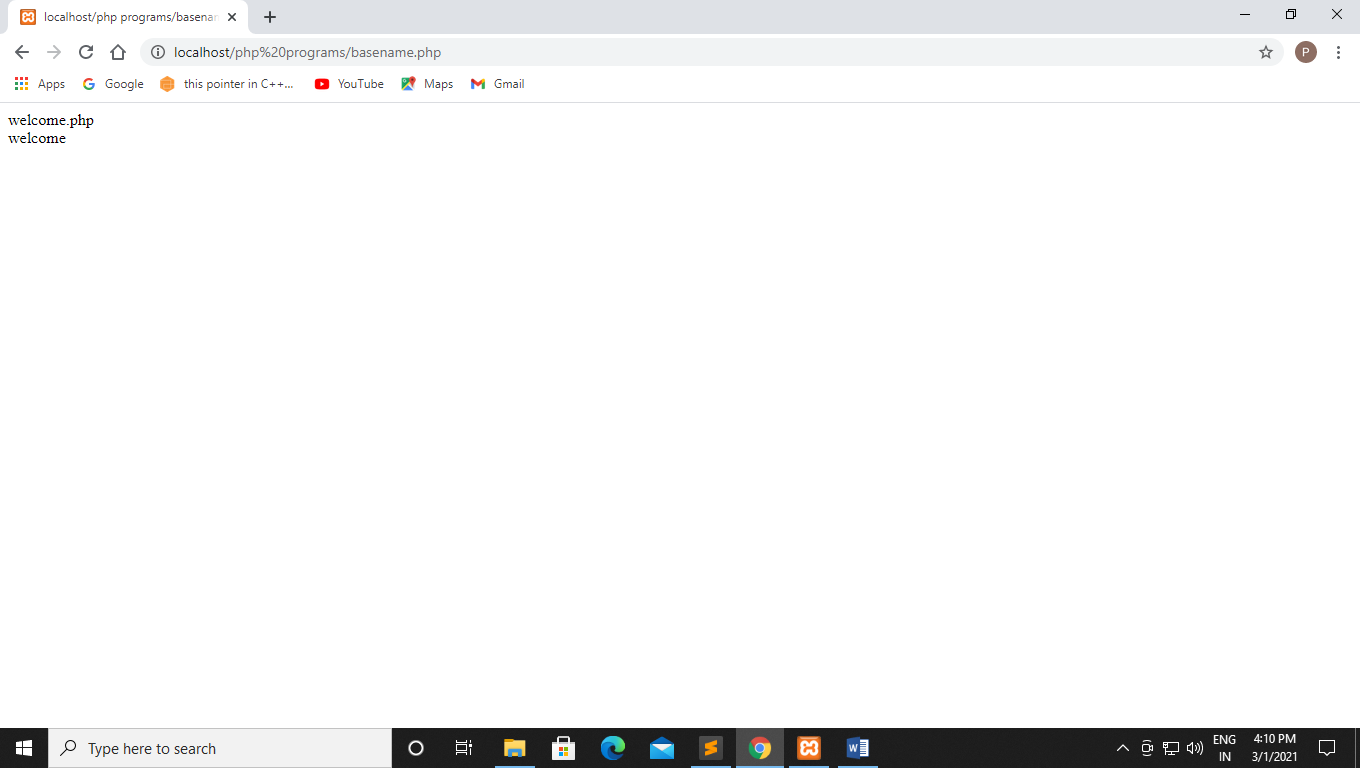 localhost/php programs/basenar
localhost/php%20programs/basename.php
P
Apps
Google
this pointer in C++...
YouTube
Maps
Gmail
welcome.php
welcome
Type here to search
ENG
IN
4:10 PM
3/1/2021